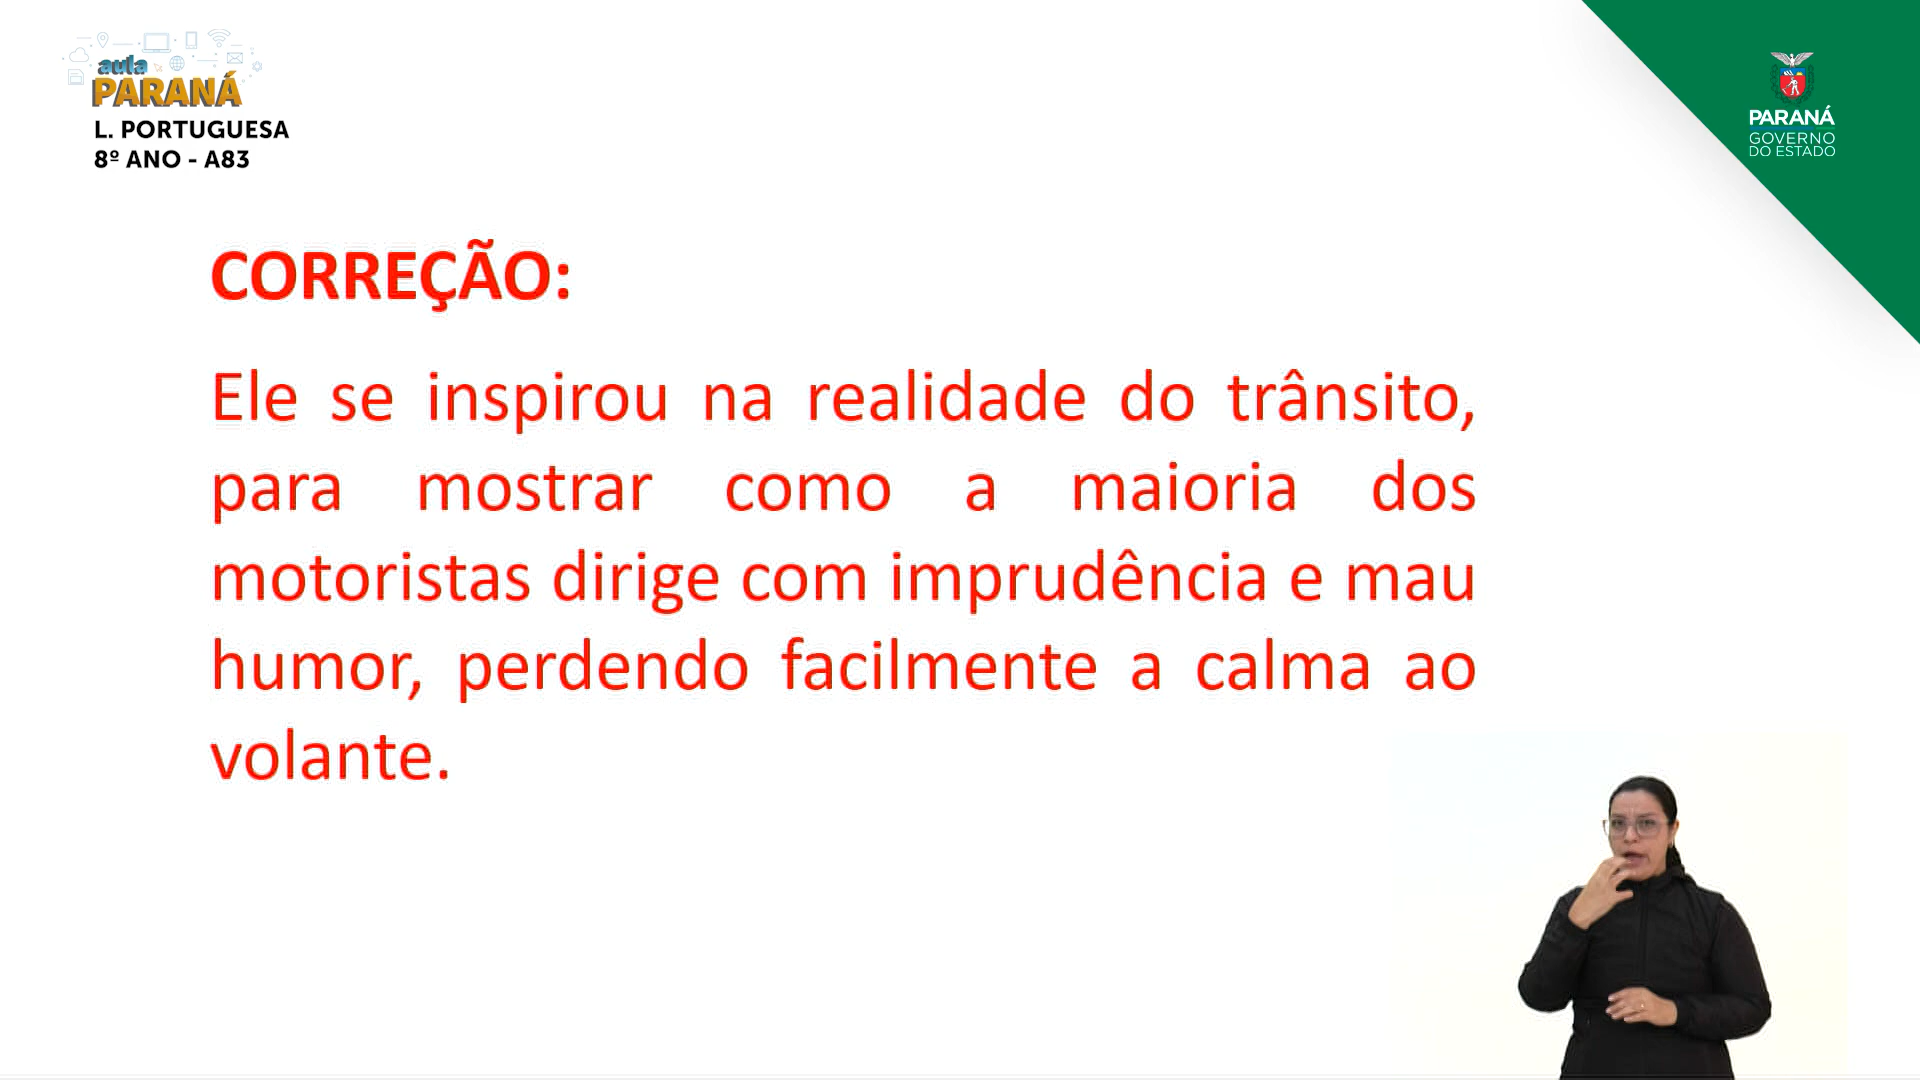 aula
PARANÁ
L. PORTUGUESA
8º ANO - A83
PARANÁ
GOVERNO
DO ESTADO
CORREÇÃO:
Ele se inspirou na realidade do trânsito,
para mostrar como a maioria dos
motoristas dirige com imprudência e mau
humor, perdendo facilmente a calma ao
volante.